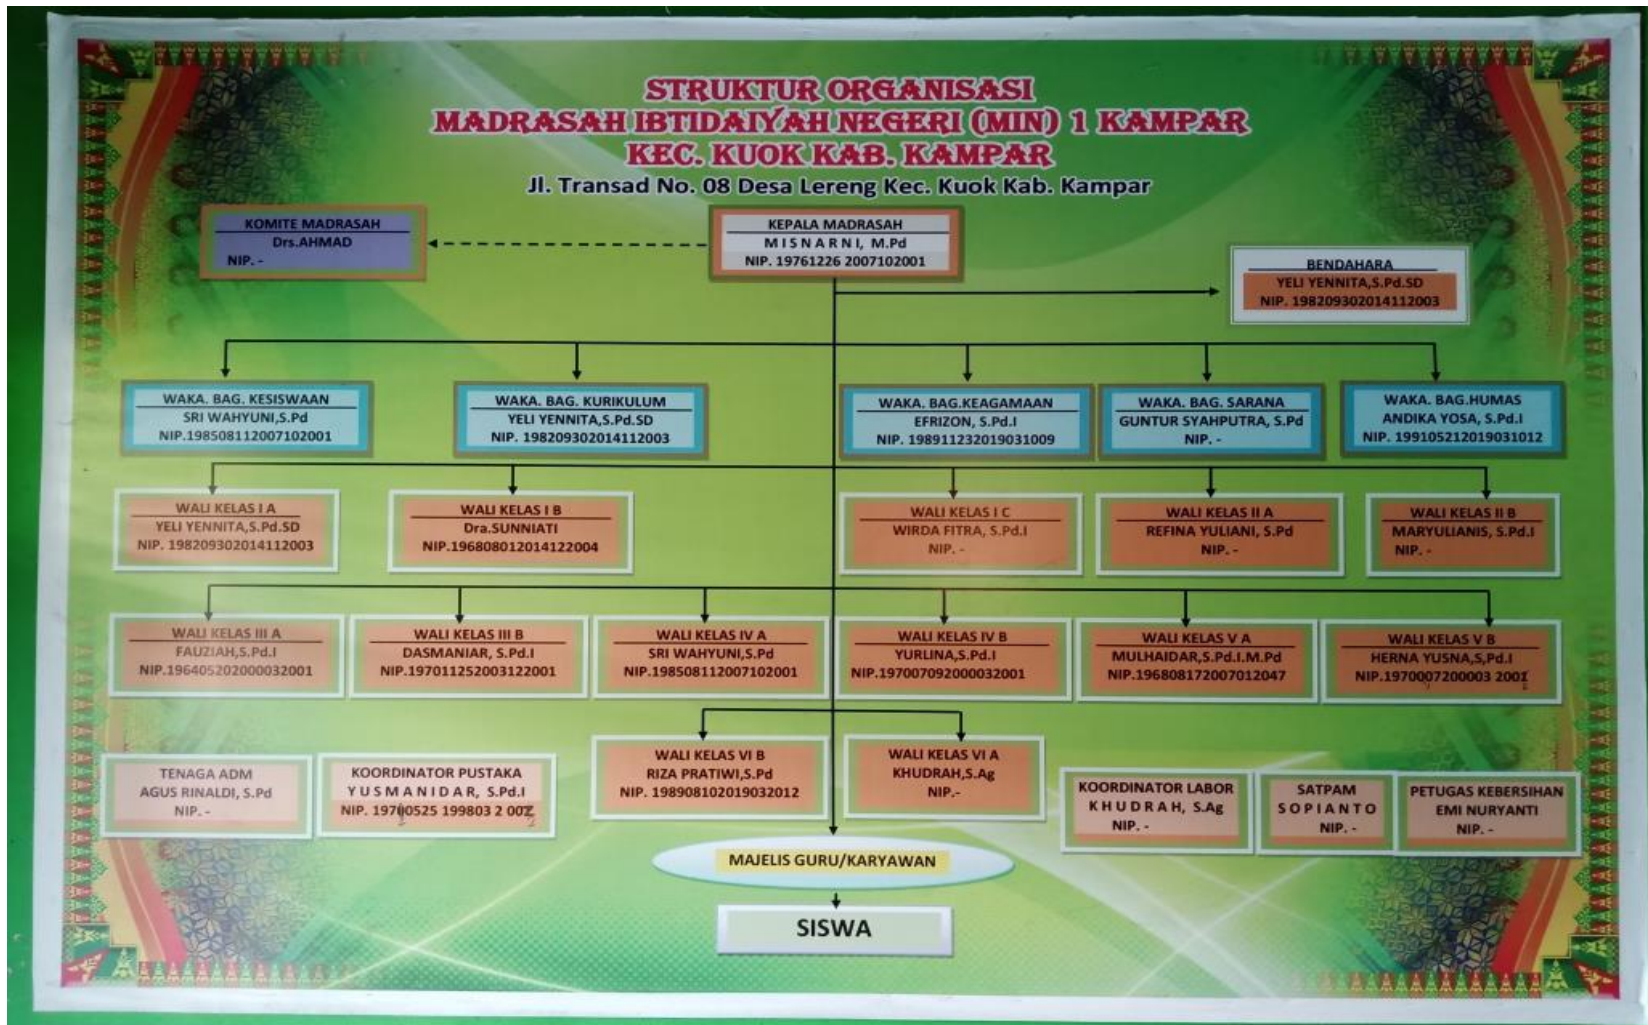 STRUKTUR ORGANISASI
MADRASAH IBTIDAIYAH NEGERI (MIN) 1 KAMPAR
KEC. KUOK KAB. KAMPAR
Jl. Transad No. 08 Desa Lereng Kec. Kuok Kab. Kampar
KOMITE MADRASAH
Drs.AHMAD
NIP. -
KEPALA MADRASAH
M I S N A R N I, M.Pd
NIP. 19761226 2007102001
BENDAHARA
YELI YENNITA,S.Pd.SD
NIP. 198209302014112003
WAKA. BAG. KESISWAAN
SRI WAHYUNI,S.Pd
NIP.198508112007102001
WAKA. BAG. KURIKULUM
YELI YENNITA,S.Pd.SD
NIP. 198209302014112003
WAKA. BAG.KEAGAMAAN
EFRIZON, S.Pd.I
NIP. 198911232019031009
WAKA. BAG. SARANA
GUNTUR SYAHPUTRA, S.Pd
NIP. -
WAKA. BAG.HUMAS
ANDIKA YOSA, S.Pd.I
NIP. 199105212019031012
WALI KELAS I A
YELI YENNITA,S.Pd.SD
NIP. 198209302014112003
WALI KELAS I B
Dra.SUNNIATI
NIP.196808012014122004
WALI KELAS I C
WIRDA FITRA, S.Pd.I
NIP. -
WALI KELAS II A
REFINA YULIANI, S.Pd
NIP. -
WALI KELAS II B
MARYULIANIS, S.Pd.I
NIP. -
WALI KELAS III A
FAUZIAH,S.Pd.I
NIP.196405202000032001
WALI KELAS III B
DASMANIAR, S.Pd.I
NIP.197011252003122001
WALI KELAS IV A
SRI WAHYUNI,S.Pd
NIP.198508112007102001
WALI KELAS IV B
YURLINA,S.Pd.I
NIP.197007092000032001
WALI KELAS V A
MULHAIDAR,S.Pd.I.M.Pd
NIP.196808172007012047
WALI KELAS V B
HERNA YUSNA,S,Pd.I
NIP.1970007200003
WALI KELAS VI B
RIZA PRATIWI,S.Pd
NIP. 198908102019032012
WALI KELAS VI A
KHUDRAH,S.Ag
NIP.-
TENAGA ADM
AGUS RINALDI, S.Pd
NIP. -
KOORDINATOR PUSTAKA
Y U S M A N I D A R, S.Pd.I
NIP. 199803 2
KOORDINATOR LABOR
K H U D R A H, S.Ag
NIP. -
SATPAM
S O P I A N T O
NIP. -
PETUGAS KEBERSIHAN
EMI NURYANTI
NIP. -
MAJELIS GURU/KARYAWAN
SISWA